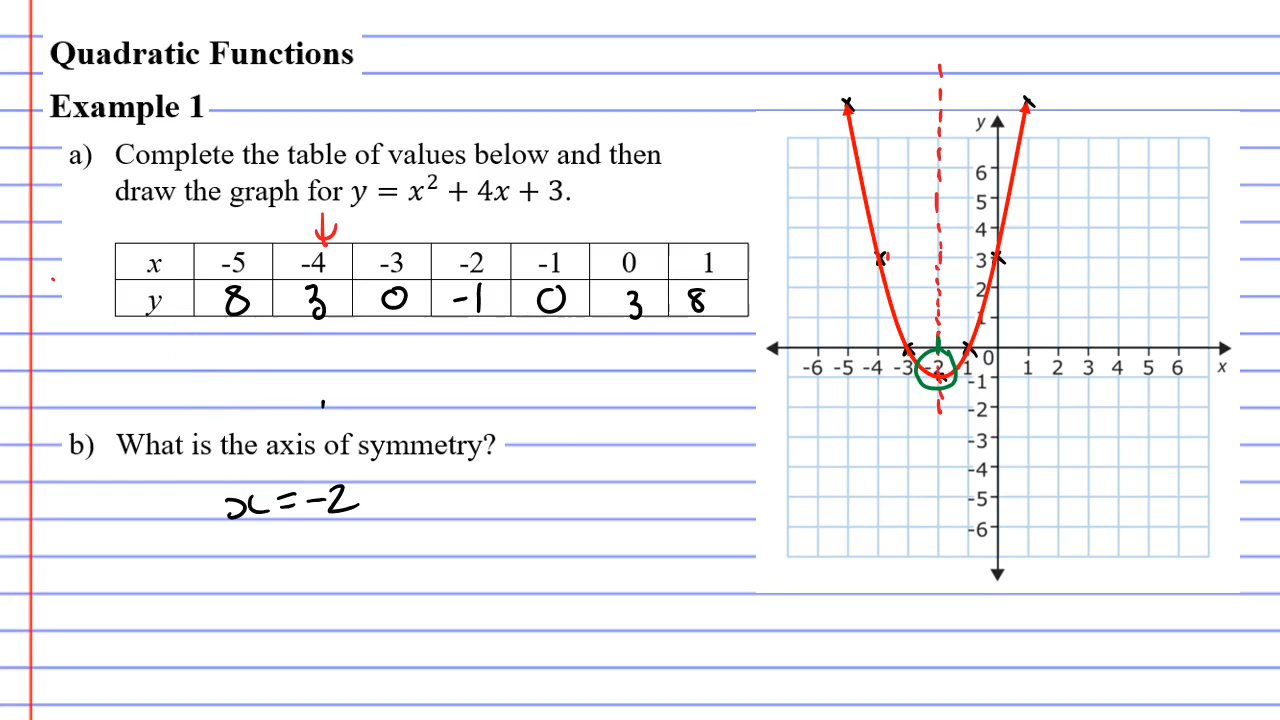 Quadratic Functions
Example 1
a) Complete the table of values below and then
draw the graph for y = x² + 4x + 3.
x -5 -4 -3 -2 -1 0 1
y 8 3 0 -1 0 3 8
b) What is the axis of symmetry?
x = -2
y
6
5
4
3
2
1
-6 -5 -4 -3 -2 -1 0 1 2 3 4 5 6 x
-1
-2
-3
-4
-5
-6